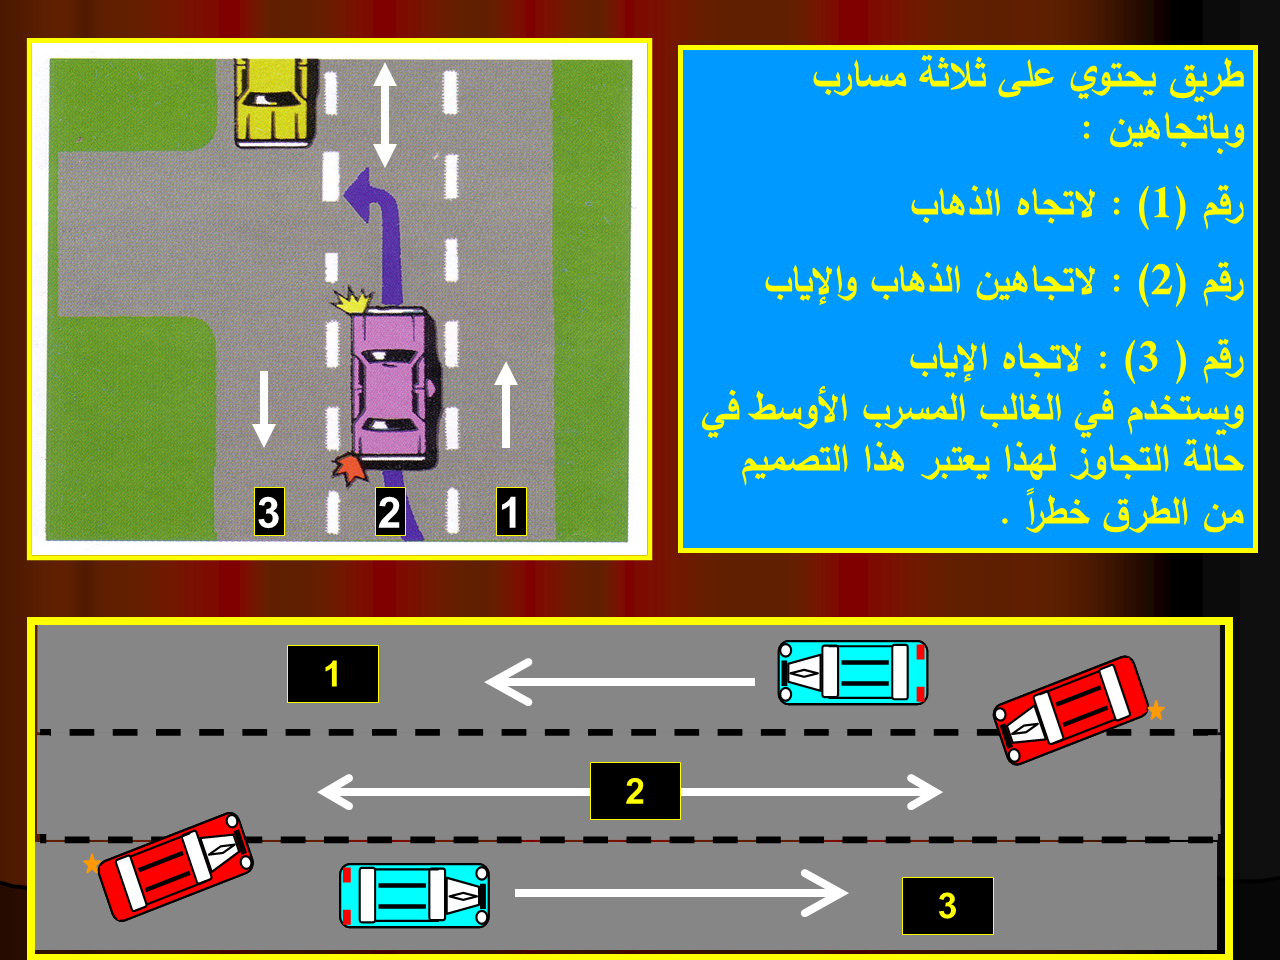 طريق يحتوي على ثلاثة مسارب
وباتجاهين :
رقم (1) : لاتجاه الذهاب
رقم (2) : لاتجاهين الذهاب والإياب
رقم ( 3) : لاتجاه الإياب
ويستخدم في الغالب المسرب الأوسط في
حالة التجاوز لهذا يعتبر هذا التصميم
من الطرق خطراً .
3 2 1
1
2
3